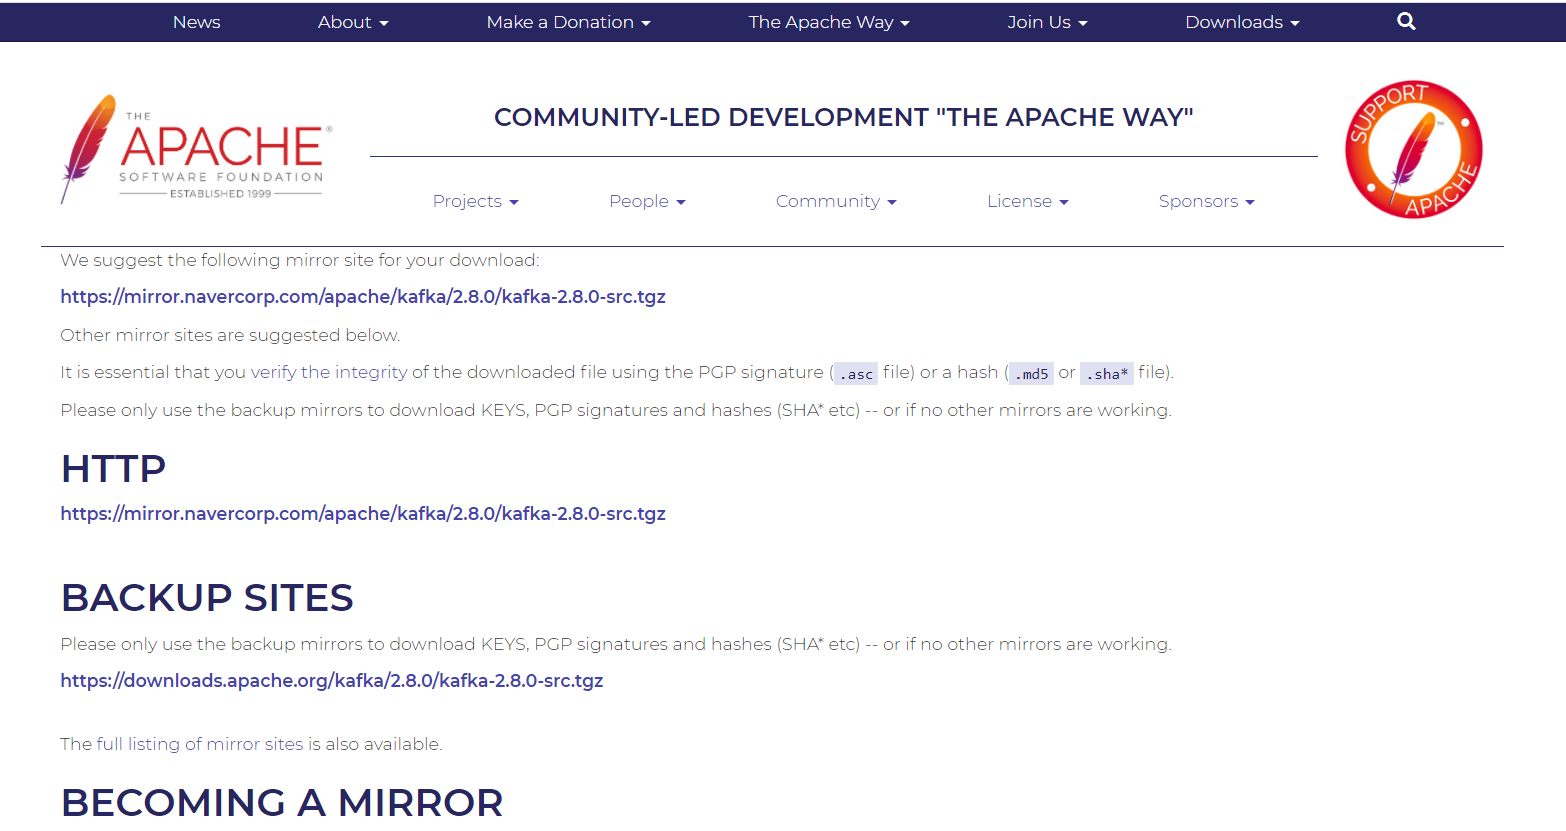 News About Make a Donation The Apache Way Join Us Downloads
THE
APACHE®
SOFTWARE FOUNDATION
ESTABLISHED 1999
COMMUNITY-LED DEVELOPMENT "THE APACHE WAY"
Projects People Community License Sponsors
SUPPORT
APACHE
We suggest the following mirror site for your download:
https://mirror.navercorp.com/apache/kafka/2.8.0/kafka-2.8.0-src.tgz
Other mirror sites are suggested below.
It is essential that you verify the integrity of the downloaded file using the PGP signature ( .asc file) or a hash ( .md5 or .sha* file).
Please only use the backup mirrors to download KEYS, PGP signatures and hashes (SHA* etc) -- or if no other mirrors are working.
HTTP
https://mirror.navercorp.com/apache/kafka/2.8.0/kafka-2.8.0-src.tgz
BACKUP SITES
Please only use the backup mirrors to download KEYS, PGP signatures and hashes (SHA* etc) -- or if no other mirrors are working.
https://downloads.apache.org/kafka/2.8.0/kafka-2.8.0-src.tgz
The full listing of mirror sites is also available.
BECOMING A MIRROR